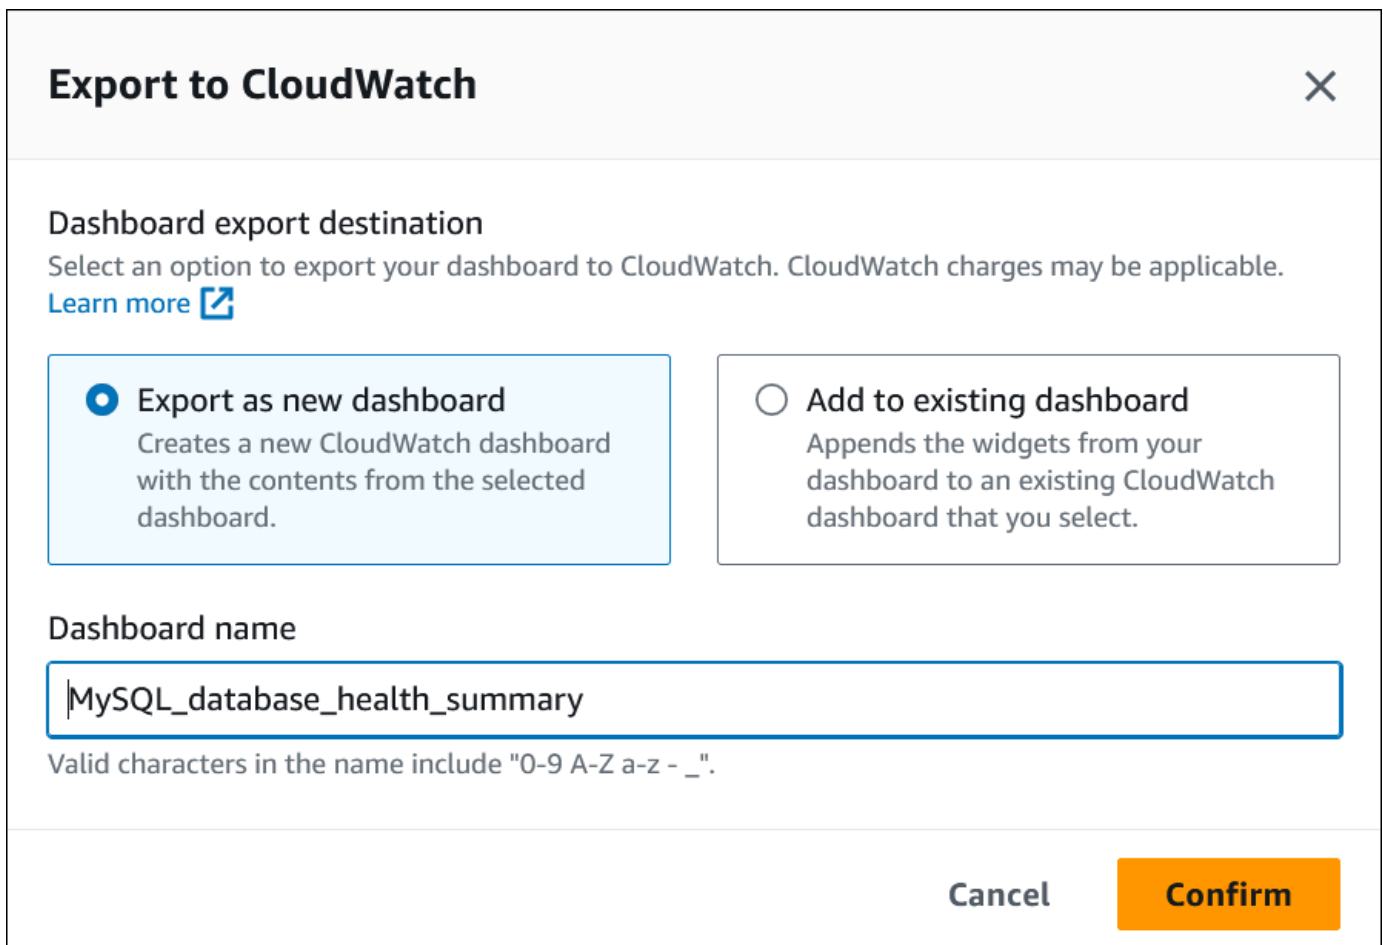 Export to CloudWatch
Dashboard export destination
Select an option to export your dashboard to CloudWatch. CloudWatch charges may be applicable.
Learn more
Export as new dashboard
Creates a new CloudWatch dashboard
with the contents from the selected
dashboard.
Add to existing dashboard
Appends the widgets from your
dashboard to an existing CloudWatch
dashboard that you select.
Dashboard name
MySQL_database_health_summary
Valid characters in the name include "0-9 A-Z a-z - _".
Cancel
Confirm